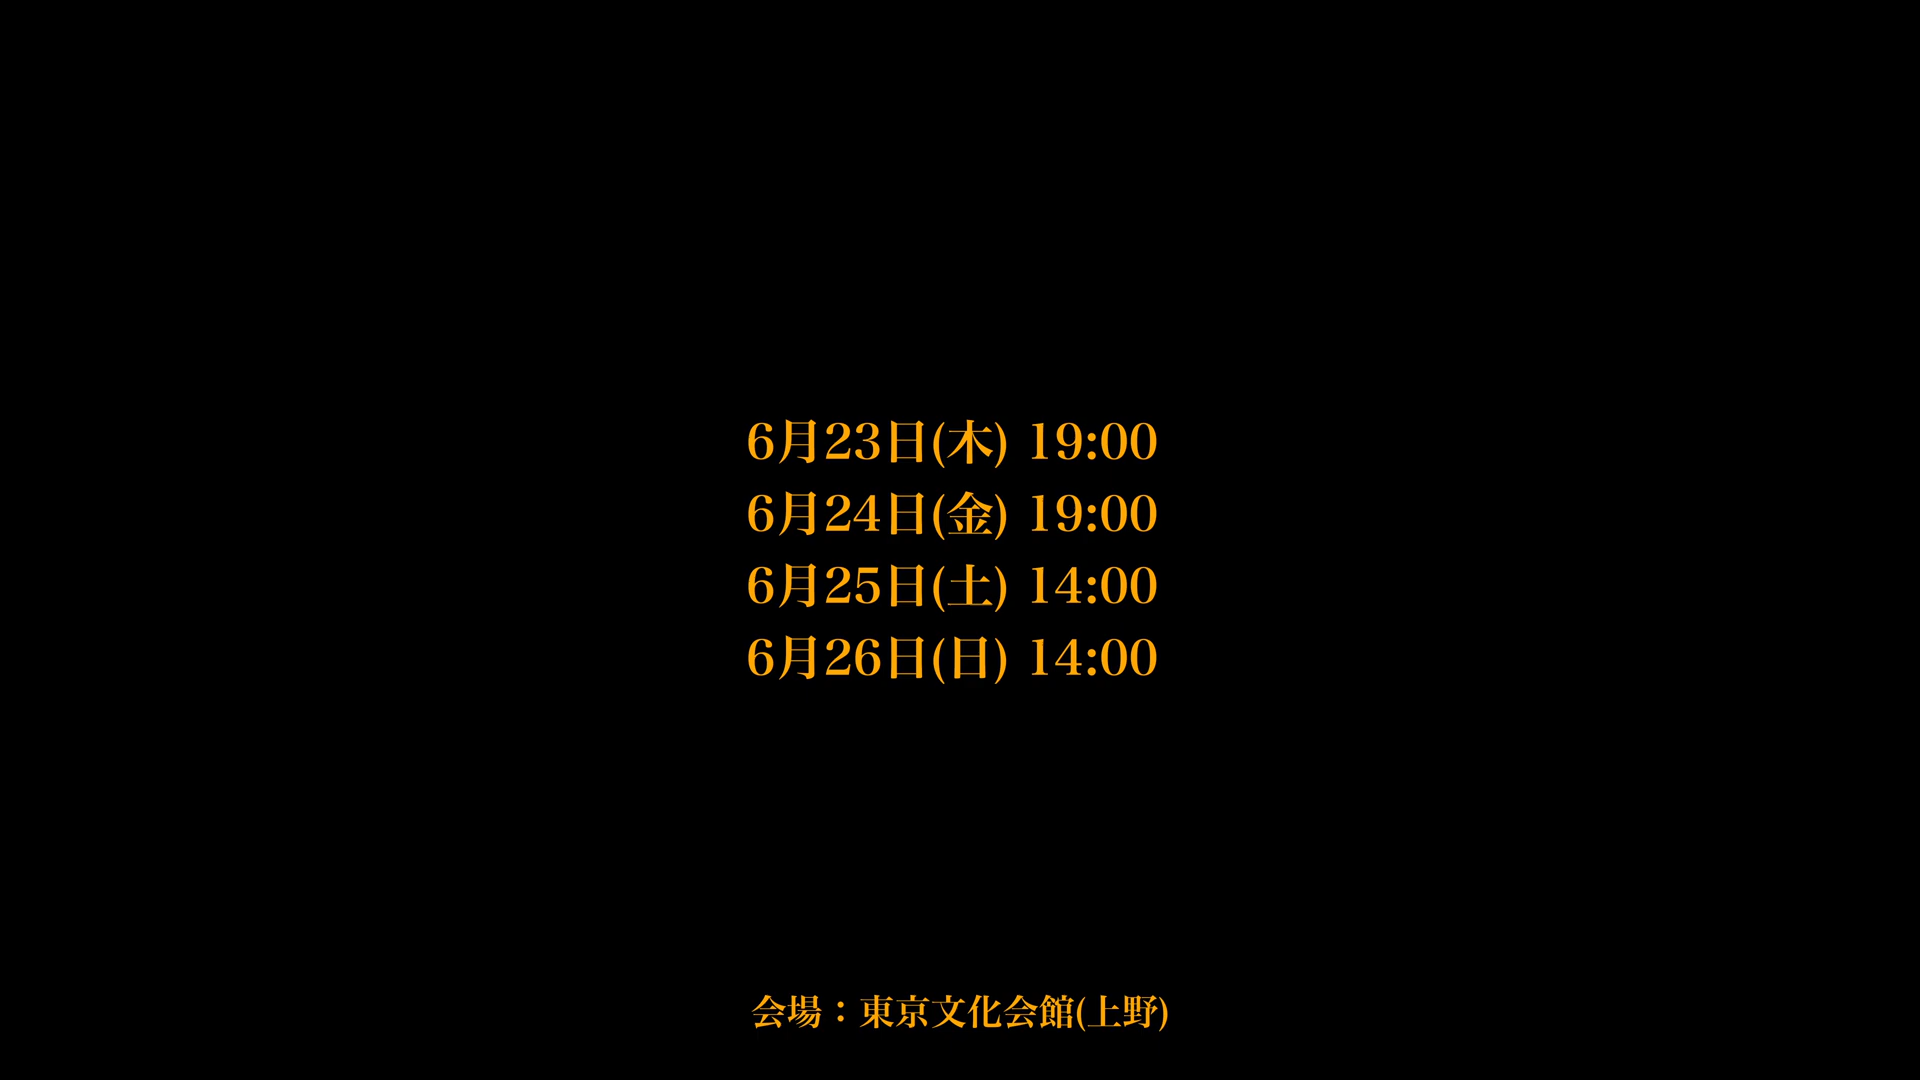 6月23日(木) 19:00
6月24日(金) 19:00
6月25日(土) 14:00
6月26日(日) 14:00
会場：東京文化会館(上野)